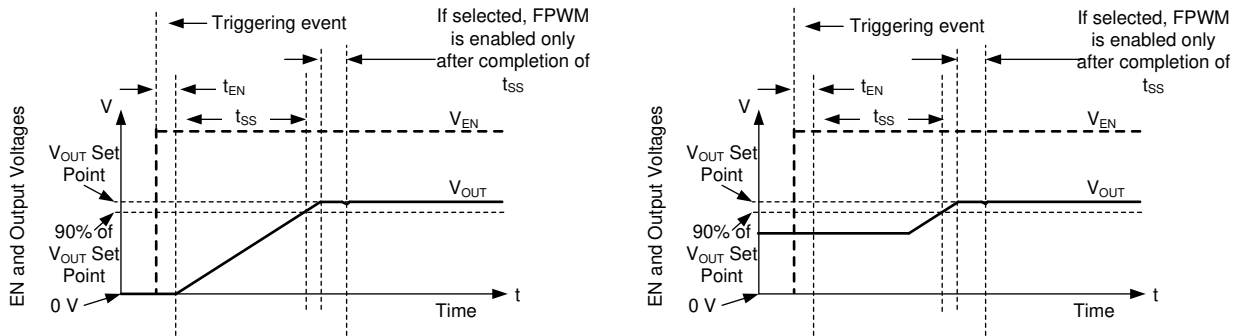 Triggering event
If selected, FPWM
is enabled only
after completion of
tSS
tEN
tSS
V
VEN
EN and Output Voltages
VOUT Set
Point
VOUT
90% of
VOUT Set
Point
0 V
t
Time
Triggering event
If selected, FPWM
is enabled only
after completion of
tSS
tEN
tSS
V
VEN
EN and Output Voltages
VOUT Set
Point
VOUT
90% of
VOUT Set
Point
0 V
t
Time